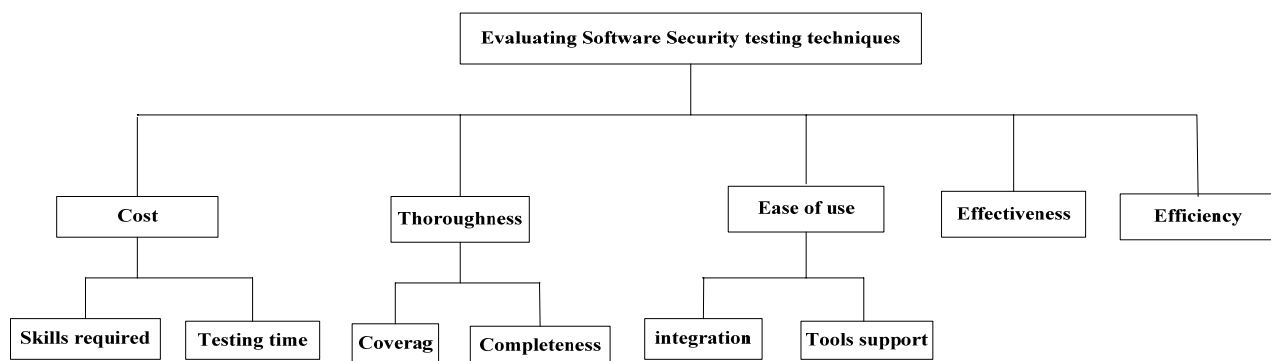 Evaluating Software Security testing techniques
Cost
Thoroughness
Ease of use
Effectiveness
Efficiency
Skills required
Testing time
Coverag
Completeness
integration
Tools support